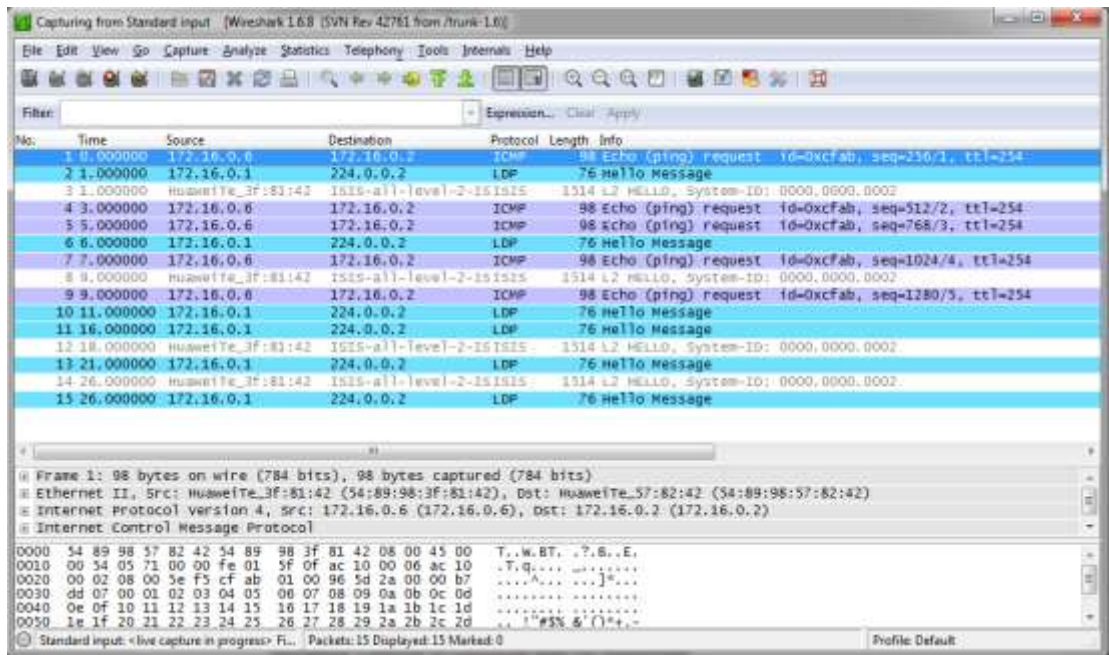 Capturing from Standard input [Wireshark 1.6.8 (SVN Rev 42761 from /trunk-1.6)]
File Edit View Go Capture Analyze Statistics Telephony Tools Internals Help
Filter: Expression... Clear Apply
No. Time Source Destination Protocol Length Info
1 0.000000 172.16.0.6 172.16.0.2 ICMP 98 Echo (ping) request id=0xcfab, seq=256/1, ttl=254
2 1.000000 172.16.0.1 224.0.0.2 LDP 76 Hello Message
3 1.000000 HuaweiTe_3f:81:42 ISIS-all-level-2-IS ISIS 1514 L2 HELLO, System-ID: 0000.0000.0002
4 3.000000 172.16.0.6 172.16.0.2 ICMP 98 Echo (ping) request id=0xcfab, seq=512/2, ttl=254
5 5.000000 172.16.0.6 172.16.0.2 ICMP 98 Echo (ping) request id=0xcfab, seq=768/3, ttl=254
6 6.000000 172.16.0.1 224.0.0.2 LDP 76 Hello Message
7 7.000000 172.16.0.6 172.16.0.2 ICMP 98 Echo (ping) request id=0xcfab, seq=1024/4, ttl=254
8 9.000000 HuaweiTe_3f:81:42 ISIS-all-level-2-IS ISIS 1514 L2 HELLO, System-ID: 0000.0000.0002
9 9.000000 172.16.0.6 172.16.0.2 ICMP 98 Echo (ping) request id=0xcfab, seq=1280/5, ttl=254
10 11.000000 172.16.0.1 224.0.0.2 LDP 76 Hello Message
11 16.000000 172.16.0.1 224.0.0.2 LDP 76 Hello Message
12 18.000000 HuaweiTe_3f:81:42 ISIS-all-level-2-IS ISIS 1514 L2 HELLO, System-ID: 0000.0000.0002
13 21.000000 172.16.0.1 224.0.0.2 LDP 76 Hello Message
14 26.000000 HuaweiTe_3f:81:42 ISIS-all-level-2-IS ISIS 1514 L2 HELLO, System-ID: 0000.0000.0002
15 26.000000 172.16.0.1 224.0.0.2 LDP 76 Hello Message
Frame 1: 98 bytes on wire (784 bits), 98 bytes captured (784 bits)
Ethernet II, Src: HuaweiTe_3f:81:42 (54:89:98:3f:81:42), Dst: HuaweiTe_57:82:42 (54:89:98:57:82:42)
Internet Protocol Version 4, Src: 172.16.0.6 (172.16.0.6), Dst: 172.16.0.2 (172.16.0.2)
Internet Control Message Protocol
0000 54 89 98 57 82 42 54 89 98 3f 81 42 08 00 45 00 T..W.BT. .?.B..E.
0010 00 54 05 71 00 00 fe 01 5f 0f ac 10 00 06 ac 10 .T.q.... _.......
0020 00 02 08 00 5e f5 cf ab 01 00 96 5d 2a 00 00 b7 ....^... ...]*...
0030 dd 07 00 01 02 03 04 05 06 07 08 09 0a 0b 0c 0d ........ ........
0040 0e 0f 10 11 12 13 14 15 16 17 18 19 1a 1b 1c 1d ........ ........
0050 1e 1f 20 21 22 23 24 25 26 27 28 29 2a 2b 2c 2d .. !"#$% &'()*+,-
Standard input: <live capture in progress> Fi... Packets: 15 Displayed: 15 Marked: 0 Profile: Default